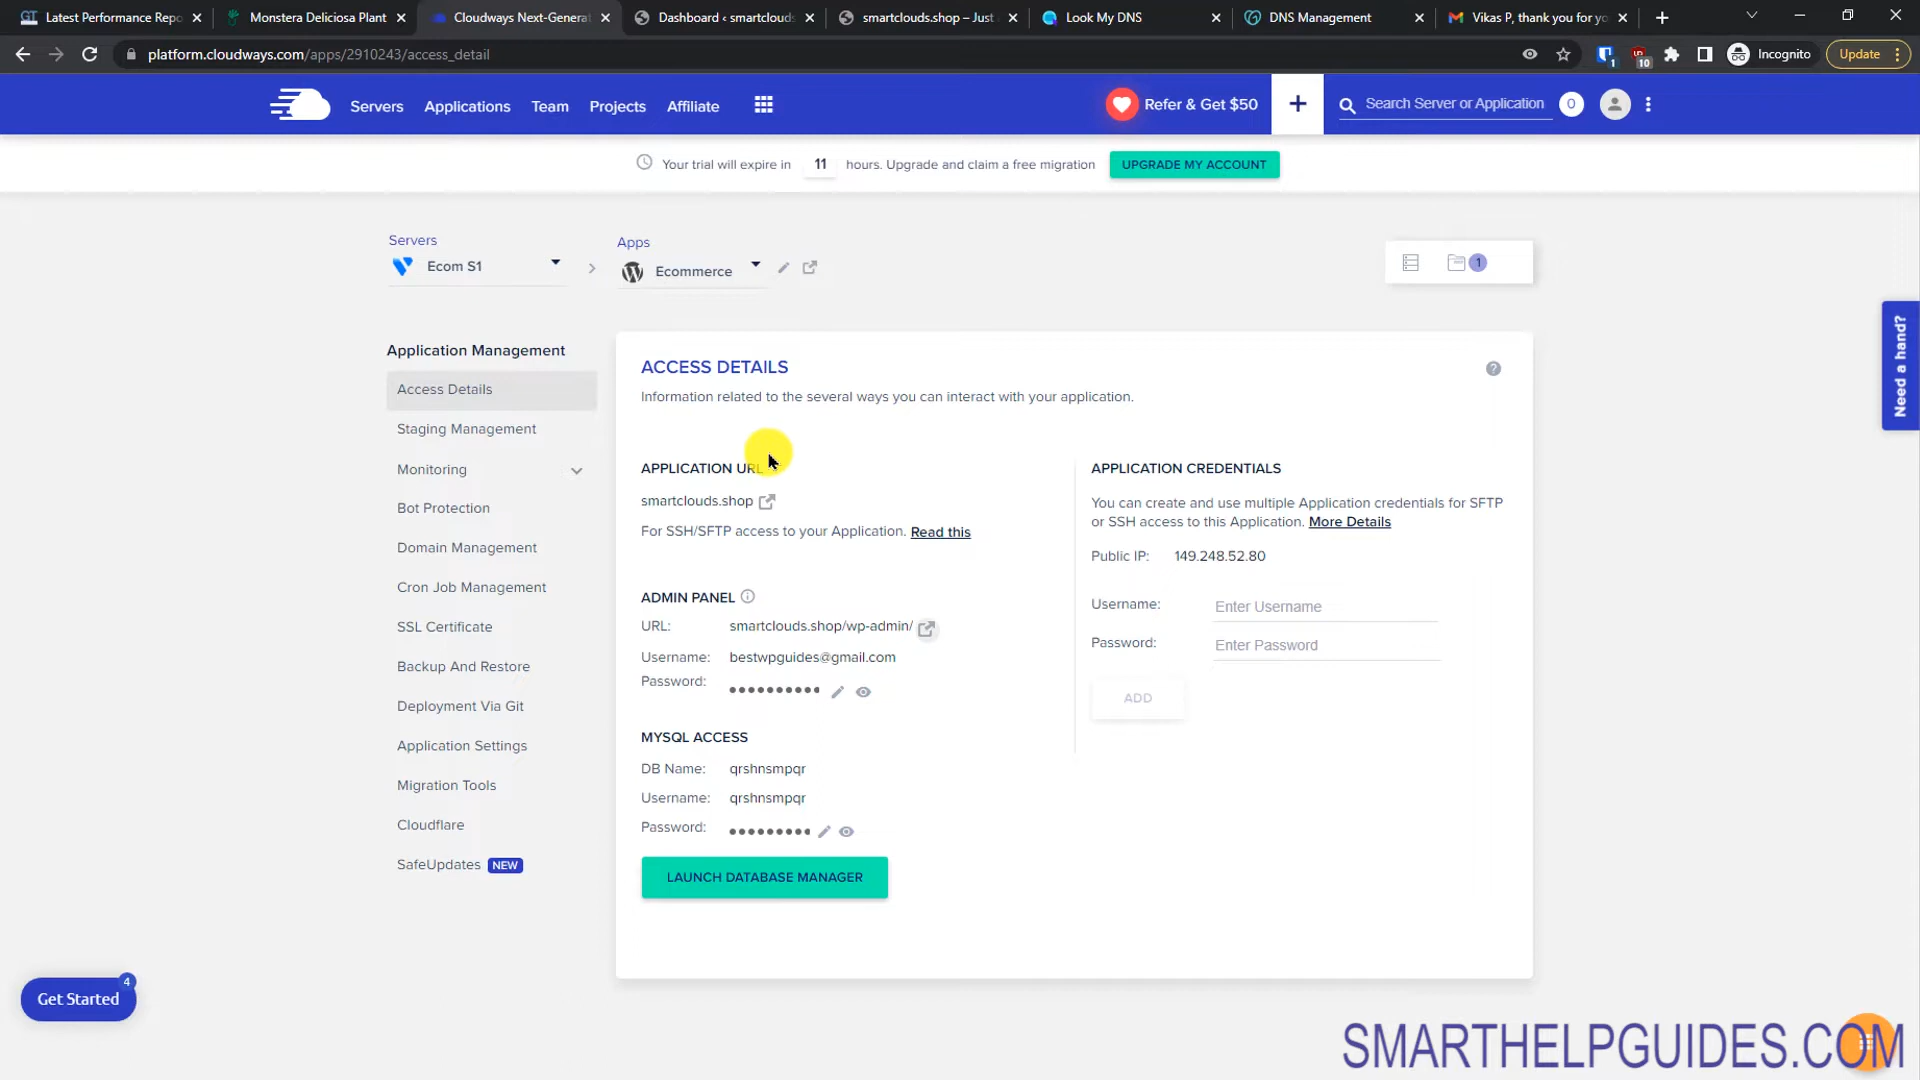 Latest Performance Repo
Monstera Deliciosa Plant
Cloudways Next-Generat
Dashboard ‹ smartclouds
smartclouds.shop – Just
Look My DNS
DNS Management
Vikas P, thank you for yo
platform.cloudways.com/apps/2910243/access_detail
1
10
Incognito
Update
Servers
Applications
Team
Projects
Affiliate
Refer & Get $50
+
Search Server or Application
0
Your trial will expire in 11 hours. Upgrade and claim a free migration
UPGRADE MY ACCOUNT
Servers
Ecom S1
Apps
Ecommerce
1
Need a hand?
Application Management
Access Details
Staging Management
Monitoring
Bot Protection
Domain Management
Cron Job Management
SSL Certificate
Backup And Restore
Deployment Via Git
Application Settings
Migration Tools
Cloudflare
SafeUpdates NEW
ACCESS DETAILS
Information related to the several ways you can interact with your application.
APPLICATION URL
smartclouds.shop
For SSH/SFTP access to your Application. Read this
ADMIN PANEL
URL: smartclouds.shop/wp-admin/
Username: bestwpguides@gmail.com
Password: ••••••••••
MYSQL ACCESS
DB Name: qrshnsmpqr
Username: qrshnsmpqr
Password: •••••••••
LAUNCH DATABASE MANAGER
APPLICATION CREDENTIALS
You can create and use multiple Application credentials for SFTP
or SSH access to this Application. More Details
Public IP: 149.248.52.80
Username: Enter Username
Password: Enter Password
ADD
Get Started
4
SMARTHELPGUIDES.COM